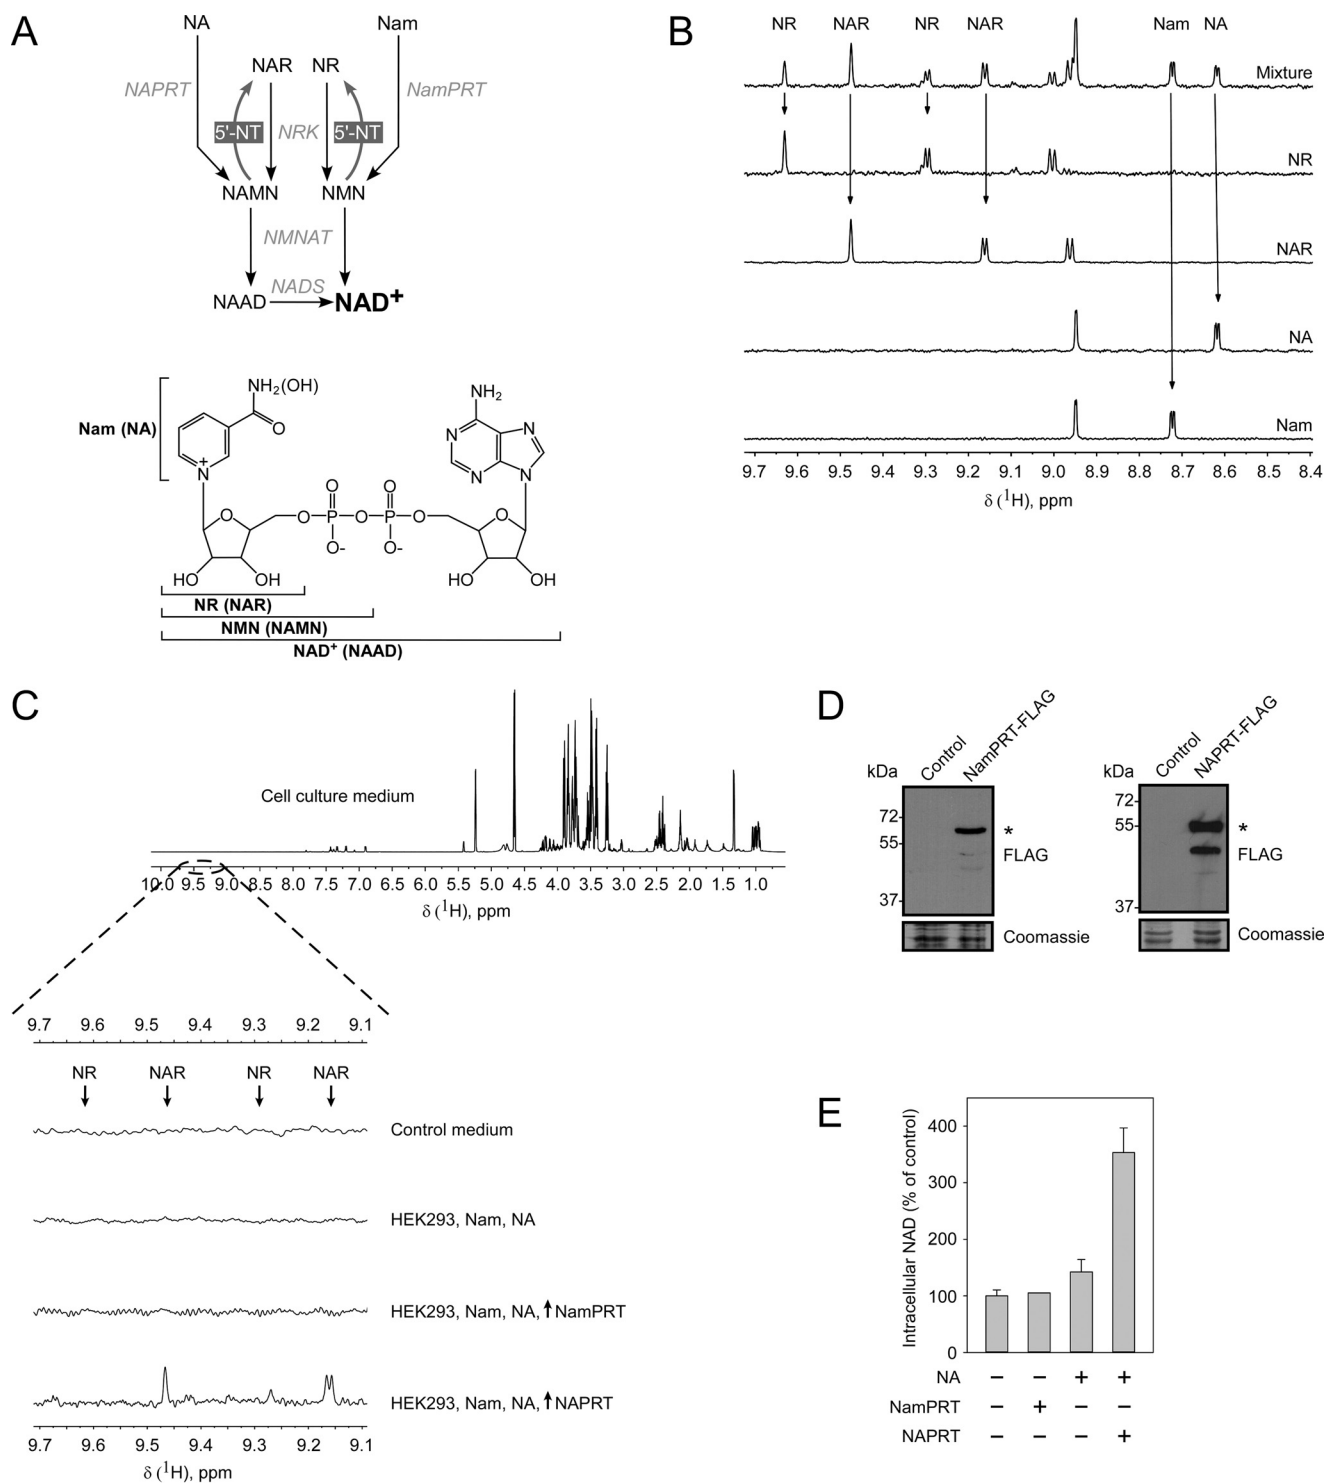 A
NA
Nam
NAR
NR
NAPRT
NamPRT
5'-NT
NRK
5'-NT
NAMN
NMN
NMNAT
NAAD
NADS
NAD+
Nam (NA)
NH2(OH)
O
N+
NH2
N
N
N
N
O
O
O
O
P
O
P
O
O
O-
O-
HO
OH
HO
OH
NR (NAR)
NMN (NAMN)
NAD+ (NAAD)
B
NR
NAR
NR
NAR
Nam
NA
Mixture
NR
NAR
NA
Nam
9.7 9.6 9.5 9.4 9.3 9.2 9.1 9.0 8.9 8.8 8.7 8.6 8.5 8.4
δ (1H), ppm
C
Cell culture medium
10.0 9.5 9.0 8.5 8.0 7.5 7.0 6.5 6.0 5.5 5.0 4.5 4.0 3.5 3.0 2.5 2.0 1.5 1.0
δ (1H), ppm
9.7 9.6 9.5 9.4 9.3 9.2 9.1
NR
NAR
NR
NAR
Control medium
HEK293, Nam, NA
HEK293, Nam, NA, ↑NamPRT
HEK293, Nam, NA, ↑NAPRT
9.7 9.6 9.5 9.4 9.3 9.2 9.1
δ (1H), ppm
D
kDa
Control
NamPRT-FLAG
72
55
37
*
FLAG
Coomassie
kDa
Control
NAPRT-FLAG
72
55
37
*
FLAG
Coomassie
E
Intracellular NAD (% of control)
400
300
200
100
0
NA − − + +
NamPRT − + − −
NAPRT − − − +